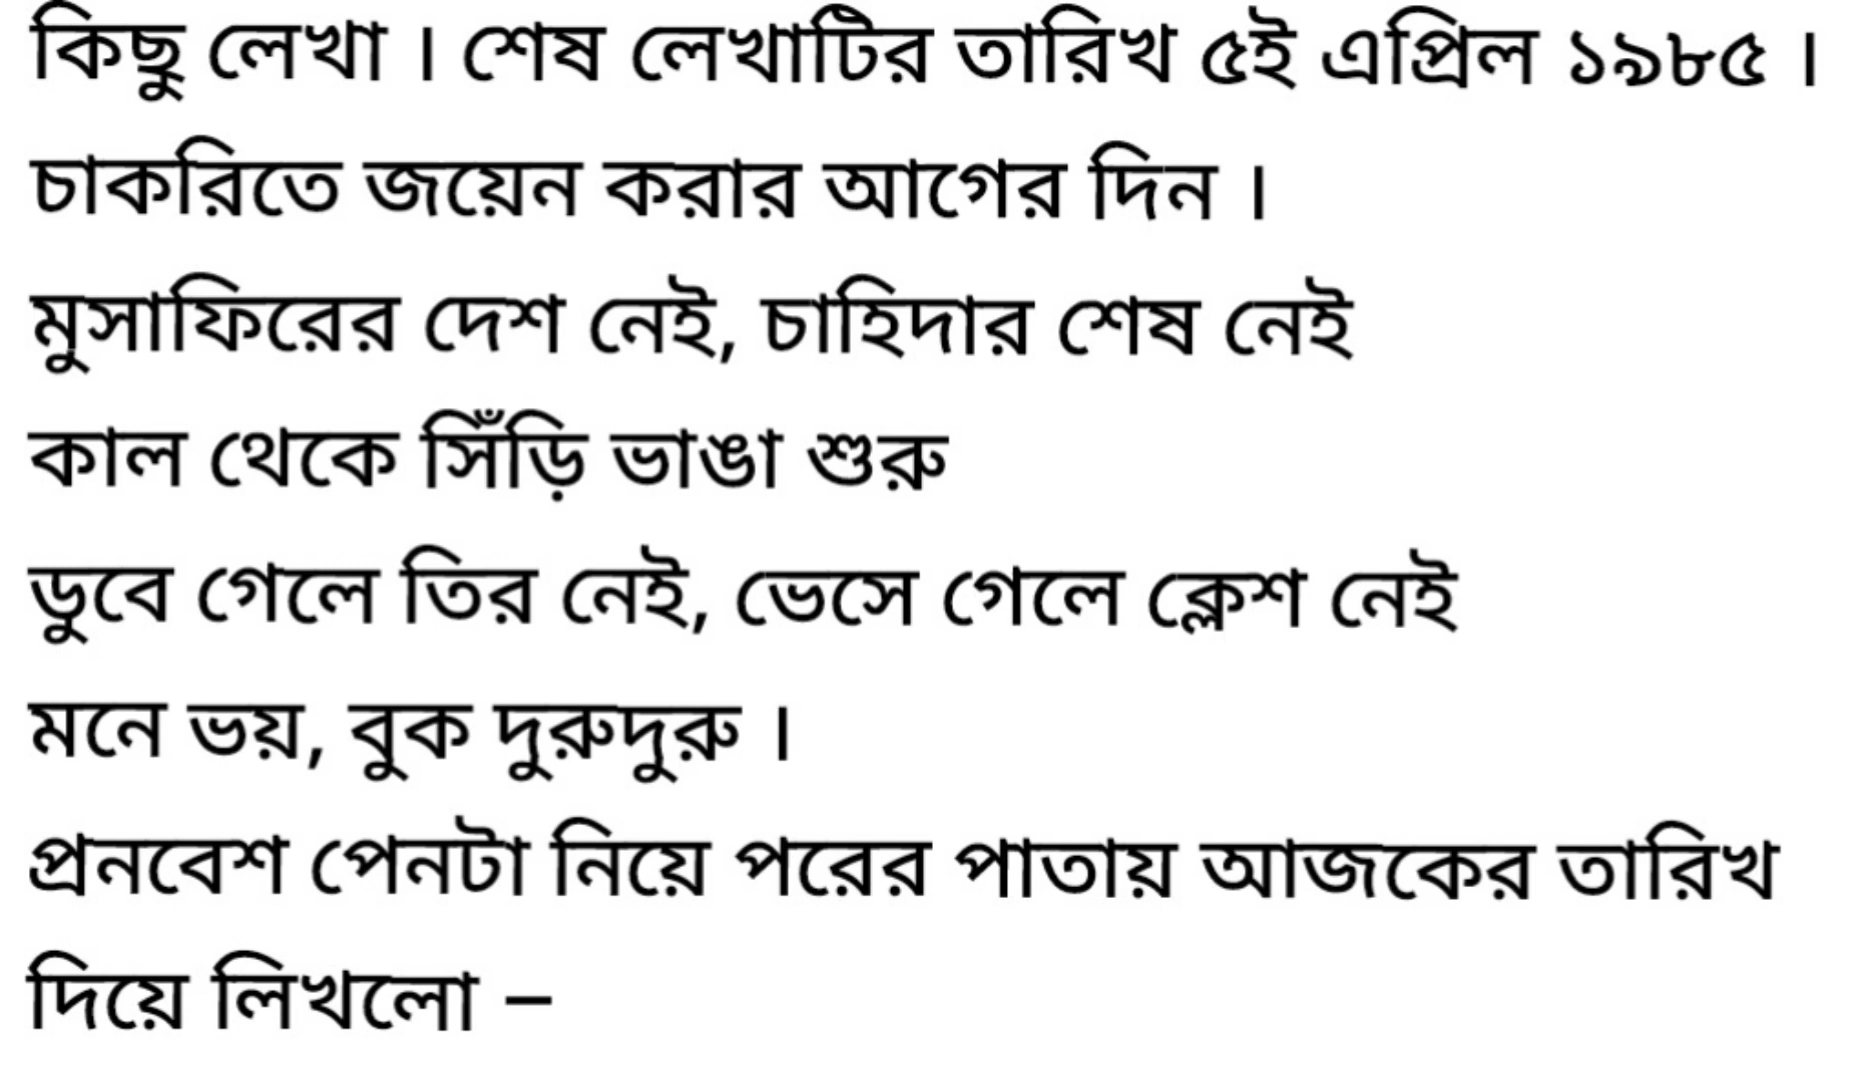 কিছু লেখা । শেষ লেখাটির তারিখ ৫ই এপ্রিল ১৯৮৫ ।
চাকরিতে জয়েন করার আগের দিন ।
মুসাফিরের দেশ নেই, চাহিদার শেষ নেই
কাল থেকে সিঁড়ি ভাঙা শুরু
ডুবে গেলে তির নেই, ভেসে গেলে ক্লেশ নেই
মনে ভয়, বুক দুরুদুরু ।
প্রনবেশ পেনটা নিয়ে পরের পাতায় আজকের তারিখ
দিয়ে লিখলো –